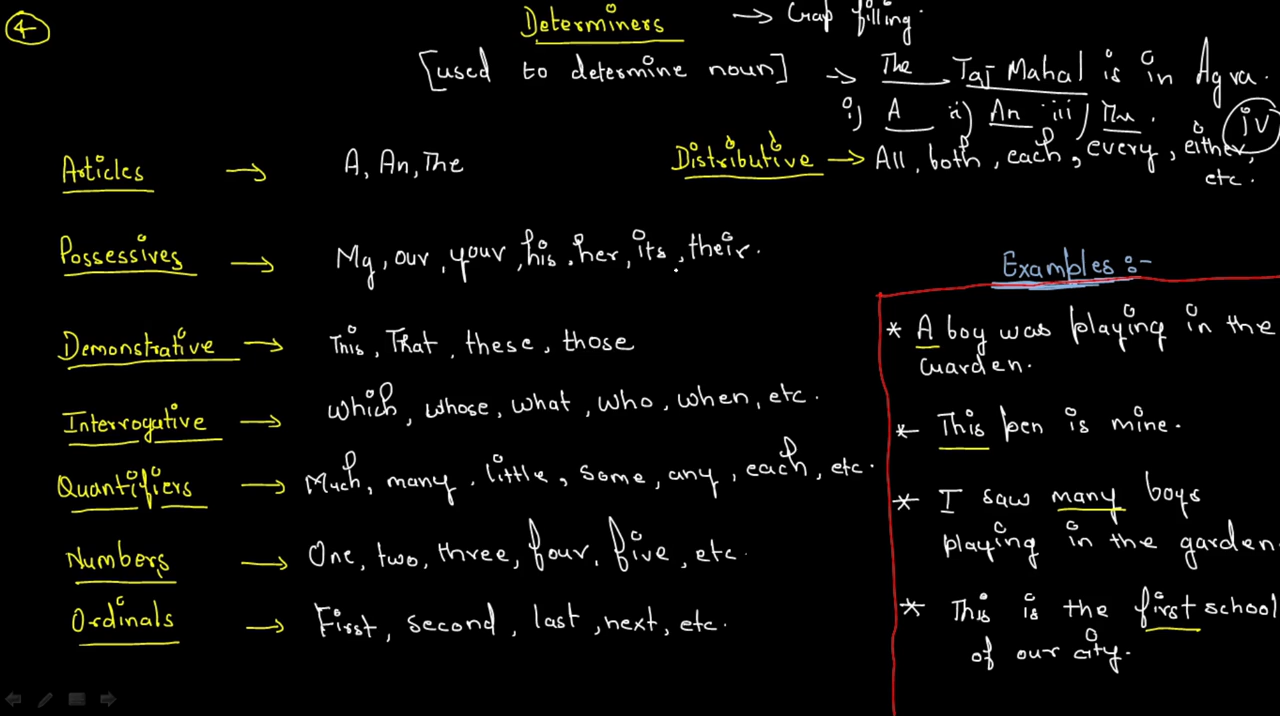 4
Determiners → Gap filling.
[used to determine noun] → The Taj Mahal is in Agra.
i) A ii) An iii) The. iv
Articles → A, An, The
Distributive → All, both, each, every, either, etc.
Possessives → My, our, your, his, her, its, their.
Demonstrative → This, That, these, those
Interrogative → Which, whose, what, who, when, etc.
Quantifiers → Much, many, little, some, any, each, etc.
Numbers → One, two, three, four, five, etc.
Ordinals → First, second, last, next, etc.
Examples :-
* A boy was playing in the
Garden.
* This pen is mine.
* I saw many boys
playing in the garden.
* This is the first school
of our city.